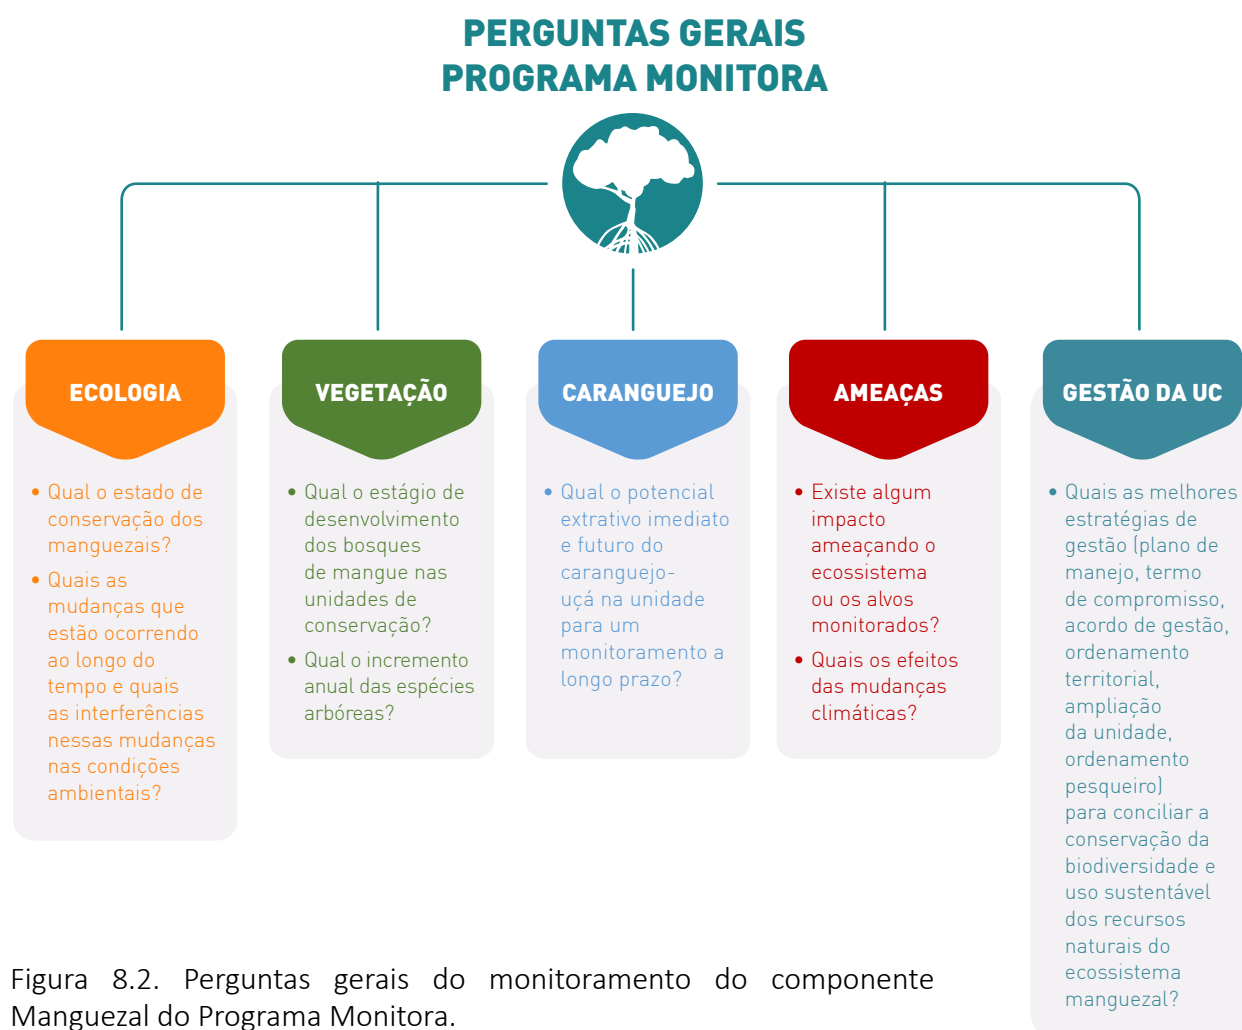 PERGUNTAS GERAIS
PROGRAMA MONITORA
ECOLOGIA
• Qual o estado de
conservação dos
manguezais?
• Quais as
mudanças que
estão ocorrendo
ao longo do
tempo e quais
as interferências
nessas mudanças
nas condições
ambientais?
VEGETAÇÃO
• Qual o estágio de
desenvolvimento
dos bosques
de mangue nas
unidades de
conservação?
• Qual o incremento
anual das espécies
arbóreas?
CARANGUEJO
• Qual o potencial
extrativo imediato
e futuro do
caranguejo-
uçá na unidade
para um
monitoramento a
longo prazo?
AMEAÇAS
• Existe algum
impacto
ameaçando o
ecossistema
ou os alvos
monitorados?
• Quais os efeitos
das mudanças
climáticas?
GESTÃO DA UC
• Quais as melhores
estratégias de
gestão (plano de
manejo, termo
de compromisso,
acordo de gestão,
ordenamento
territorial,
ampliação
da unidade,
ordenamento
pesqueiro)
para conciliar a
conservação da
biodiversidade e
uso sustentável
dos recursos
naturais do
ecossistema
manguezal?
Figura 8.2. Perguntas gerais do monitoramento do componente
Manguezal do Programa Monitora.